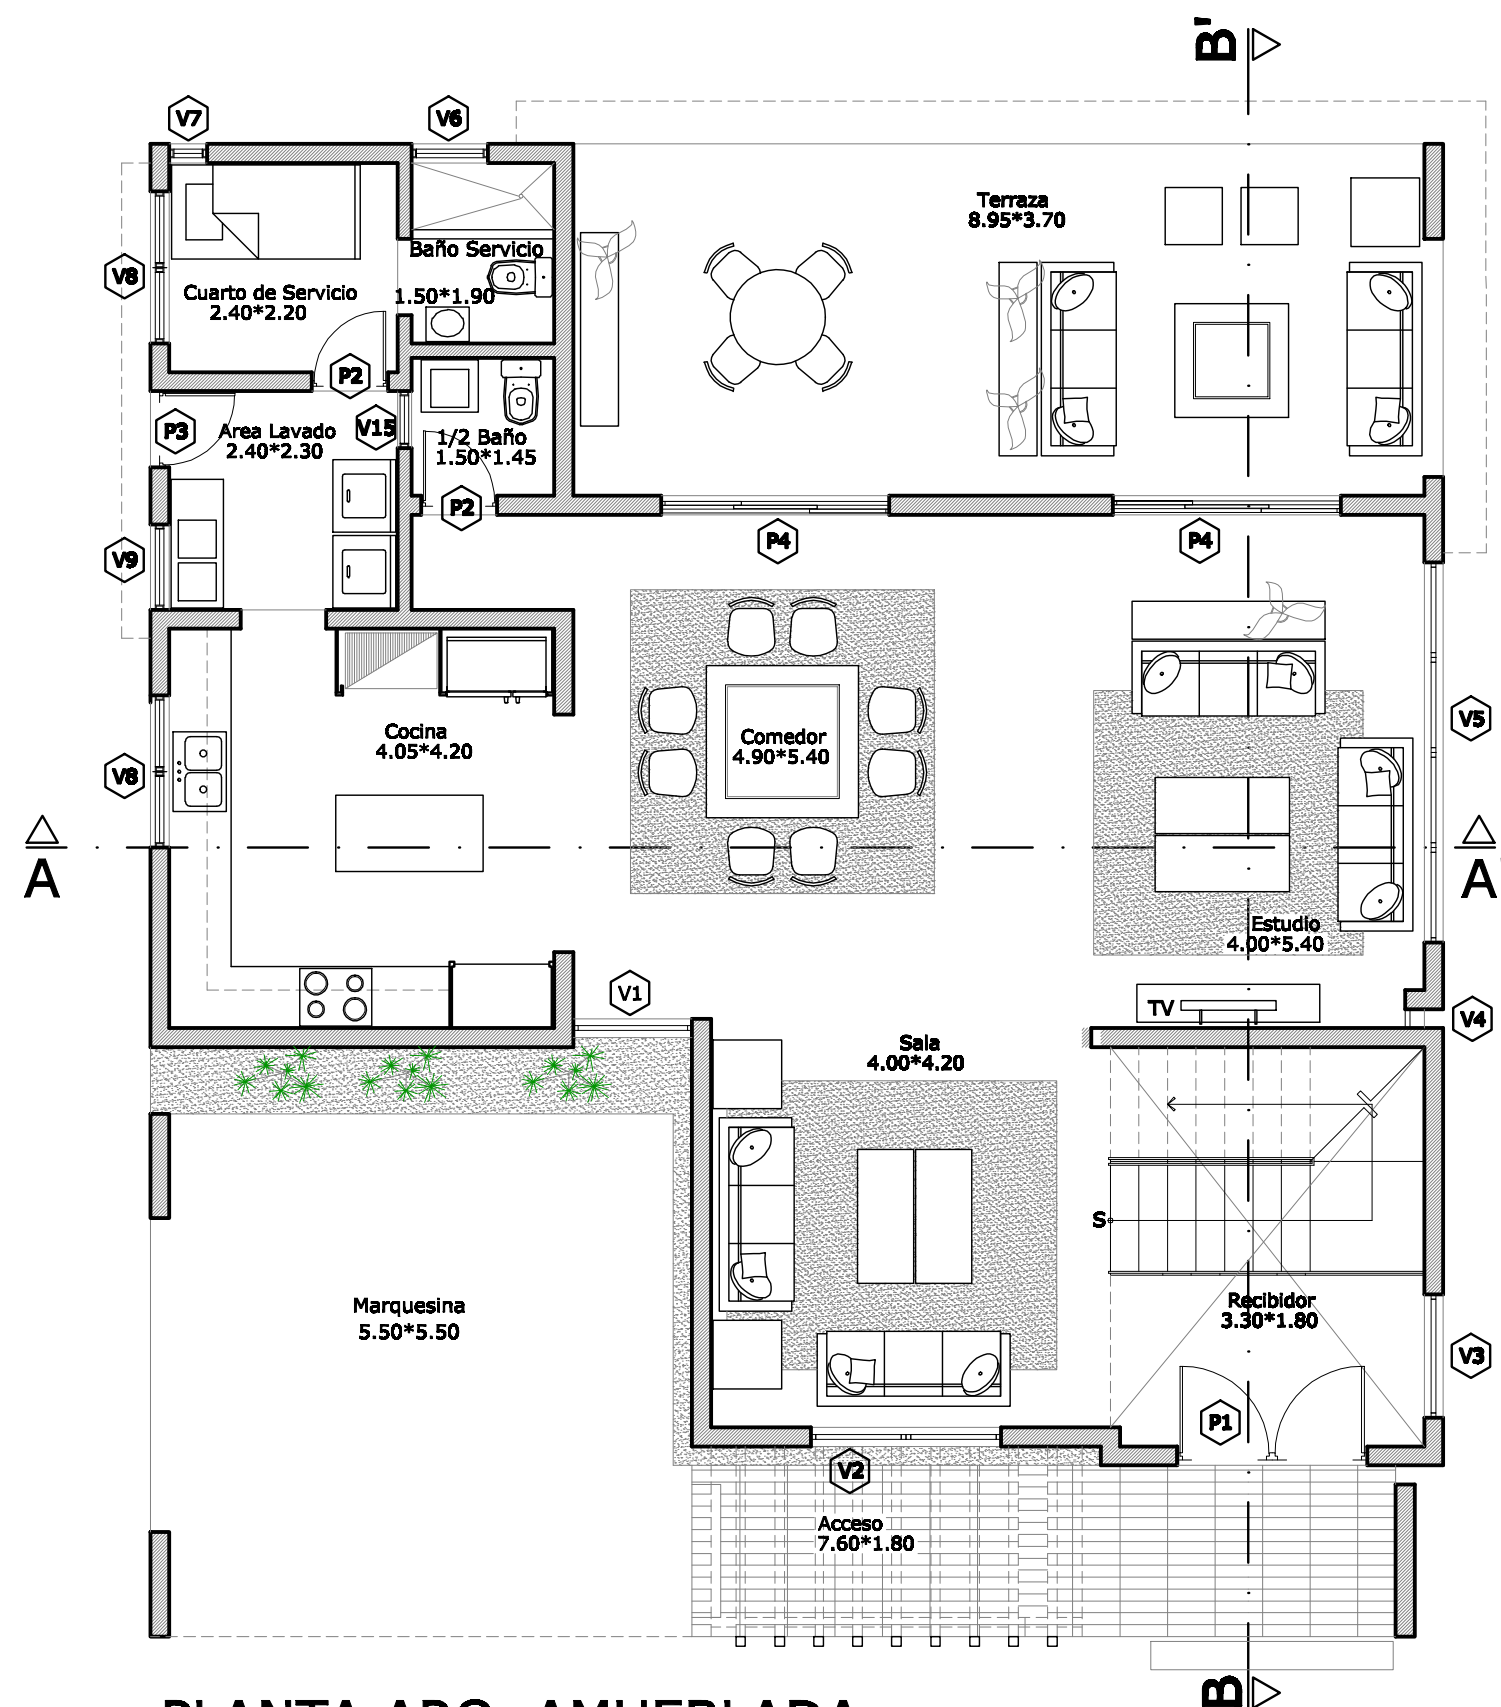 B'
V7
V6
Terraza
8.95*3.70
Baño Servicio
1.50*1.90
V8
Cuarto de Servicio
2.40*2.20
P2
P3
Area Lavado
2.40*2.30
V15
1/2 Baño
1.50*1.45
P2
P4
P4
V9
Cocina
4.05*4.20
Comedor
4.90*5.40
V5
V8
A
A
Estudio
4.00*5.40
V1
TV
V4
Sala
4.00*4.20
S
Marquesina
5.50*5.50
Recibidor
3.30*1.80
V3
P1
V2
Acceso
7.60*1.80
B
PLANTA ARQ. AMUEBLADA